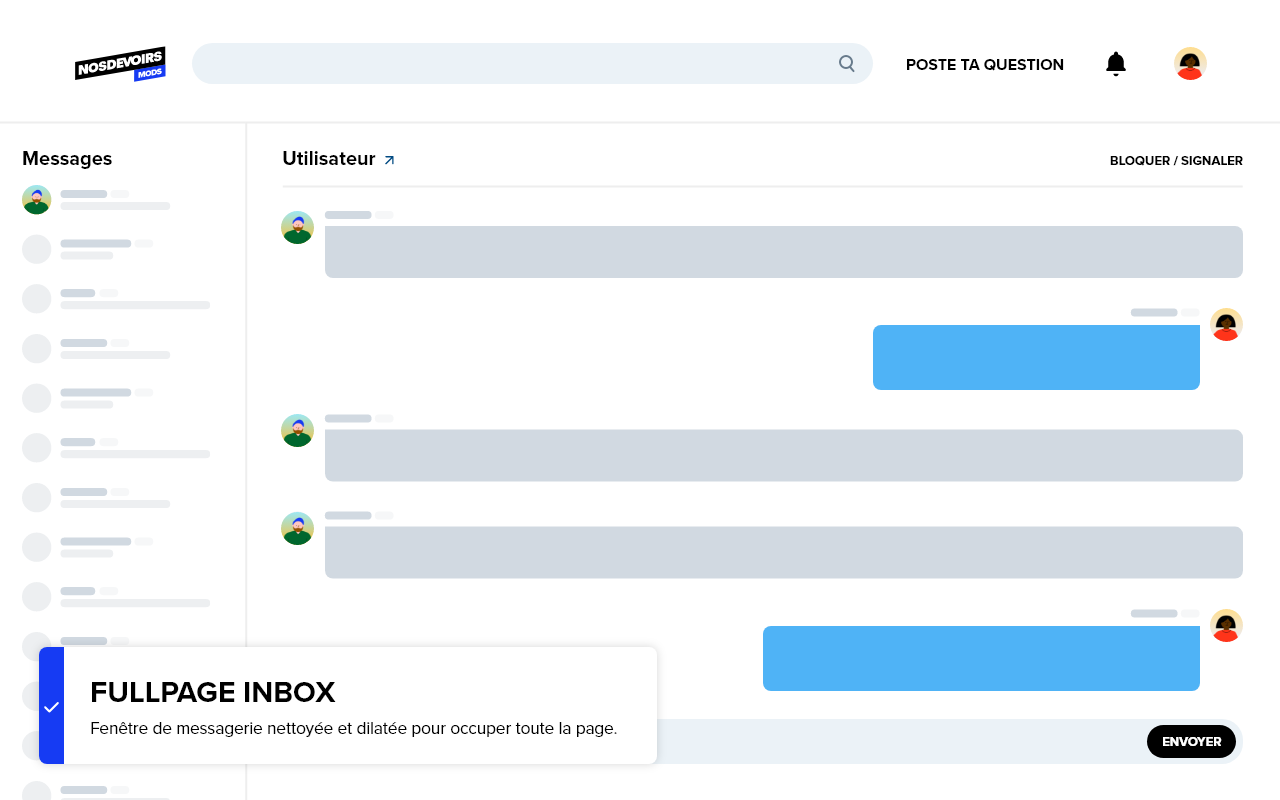 NOSDEVOIRS
MODS
POSTE TA QUESTION
Messages
Utilisateur
BLOQUER / SIGNALER
FULLPAGE INBOX
Fenêtre de messagerie nettoyée et dilatée pour occuper toute la page.
ENVOYER